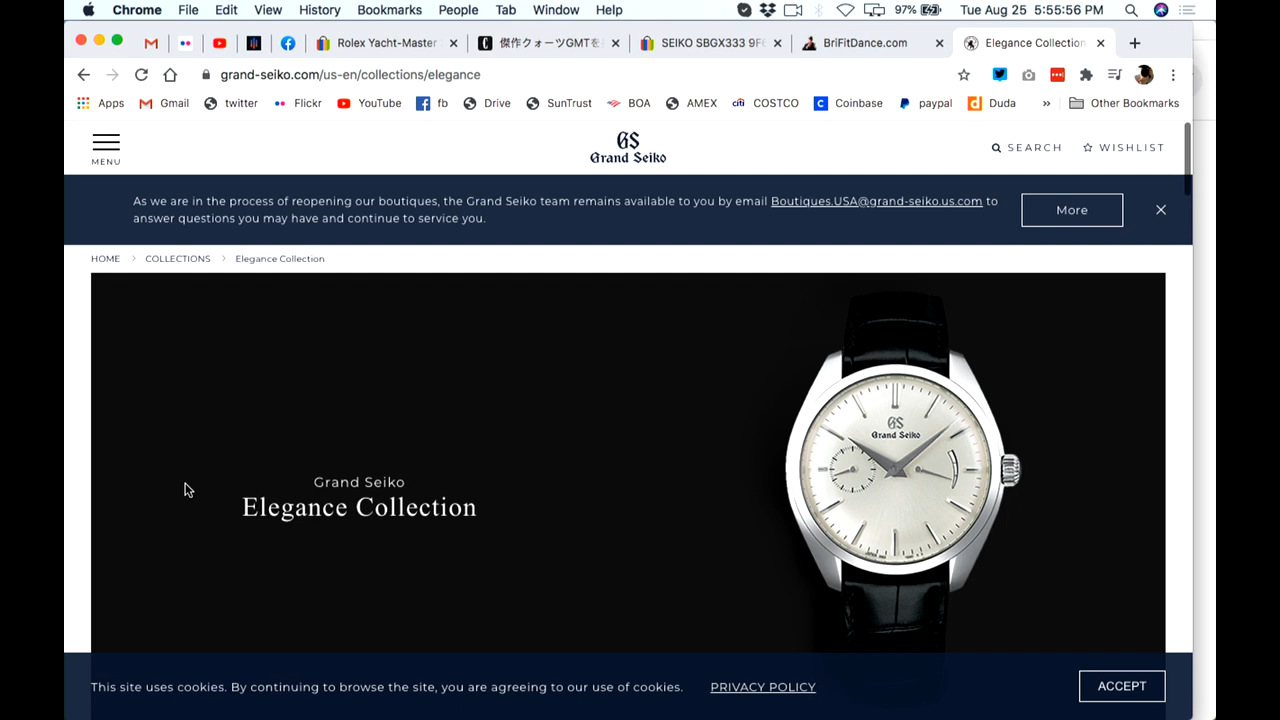 Chrome File Edit View History Bookmarks People Tab Window Help 97% Tue Aug 25 5:55:56 PM
Rolex Yacht-Master 傑作クォーツGMTを SEIKO SBGX333 9F6 BriFitDance.com Elegance Collection
grand-seiko.com/us-en/collections/elegance
Apps Gmail twitter Flickr YouTube fb Drive SunTrust BOA AMEX citi COSTCO Coinbase paypal Duda » Other Bookmarks
MENU
GS
Grand Seiko
SEARCH WISHLIST
As we are in the process of reopening our boutiques, the Grand Seiko team remains available to you by email Boutiques.USA@grand-seiko.us.com to
answer questions you may have and continue to service you.
More
HOME > COLLECTIONS > Elegance Collection
GS
Grand Seiko
Grand Seiko
Elegance Collection
This site uses cookies. By continuing to browse the site, you are agreeing to our use of cookies. PRIVACY POLICY ACCEPT